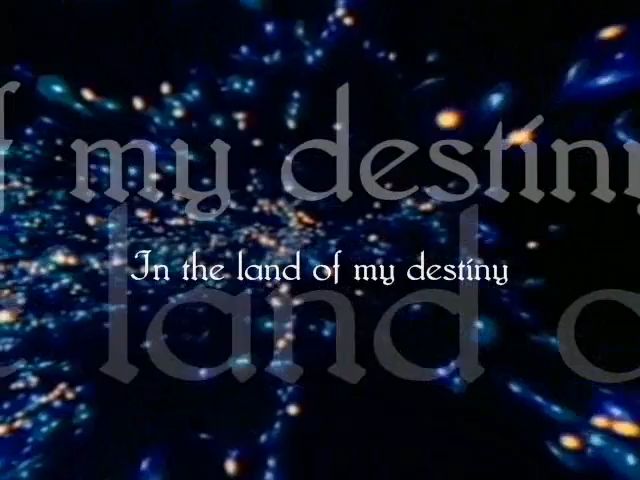 f my destiny
In the land of my destiny
land o